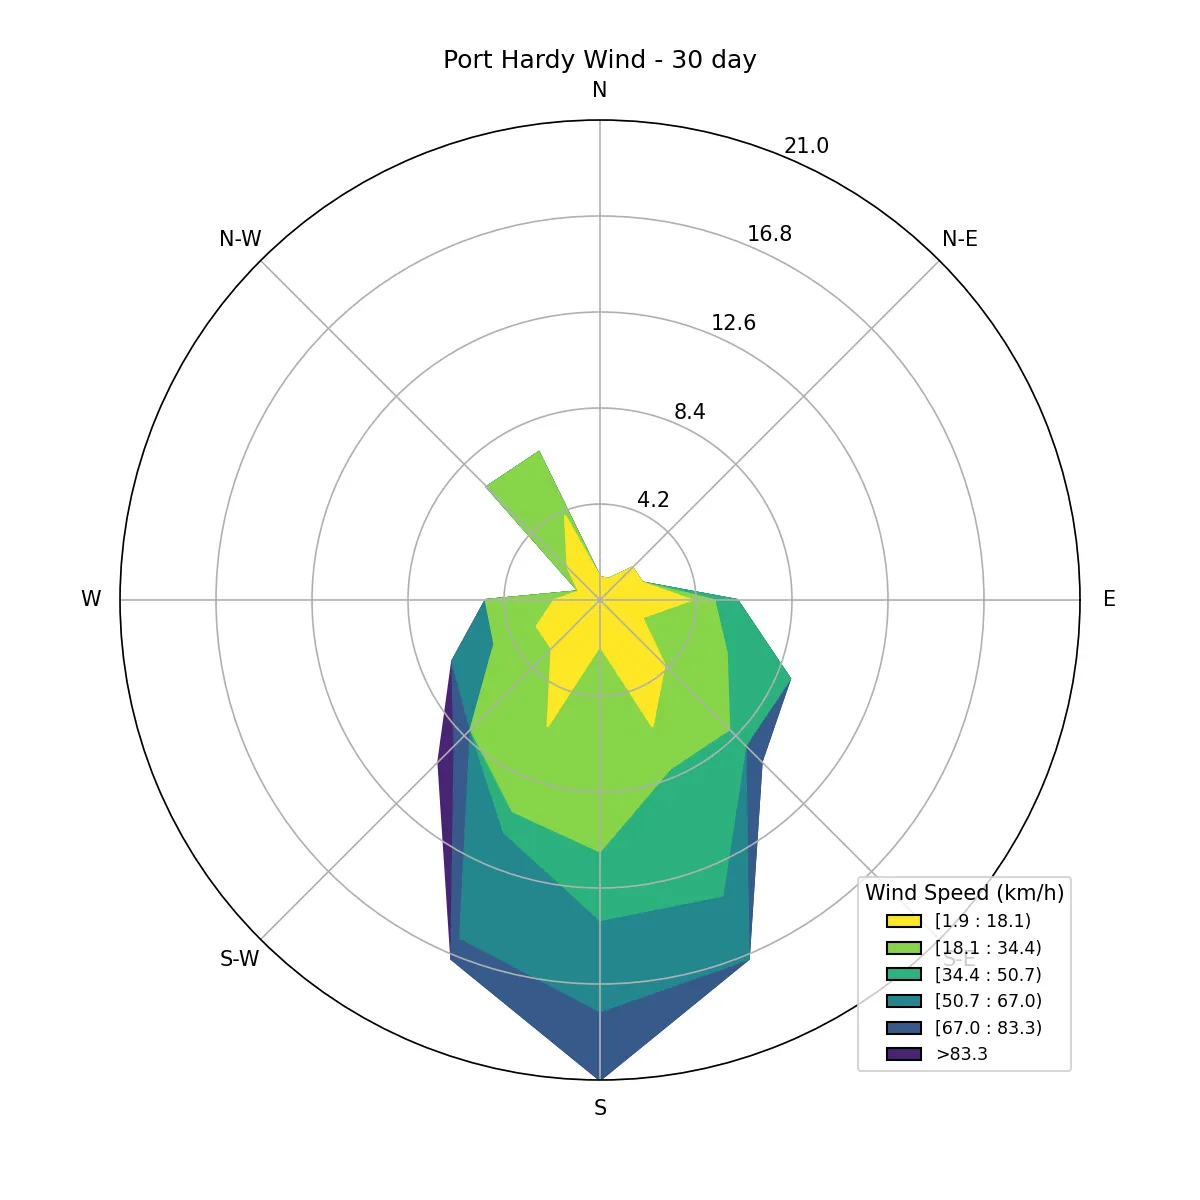 Port Hardy Wind - 30 day
N
21.0
N-W
16.8
N-E
12.6
8.4
4.2
W
E
S-W
S-E
S
Wind Speed (km/h)
[1.9 : 18.1)
[18.1 : 34.4)
[34.4 : 50.7)
[50.7 : 67.0)
[67.0 : 83.3)
>83.3